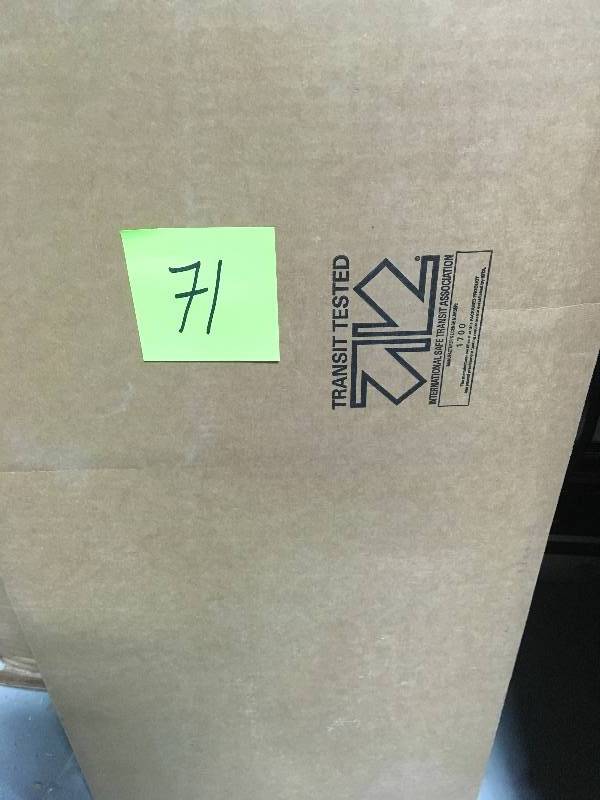 71
TRANSIT TESTED
INTERNATIONAL SAFE TRANSIT ASSOCIATION
1700